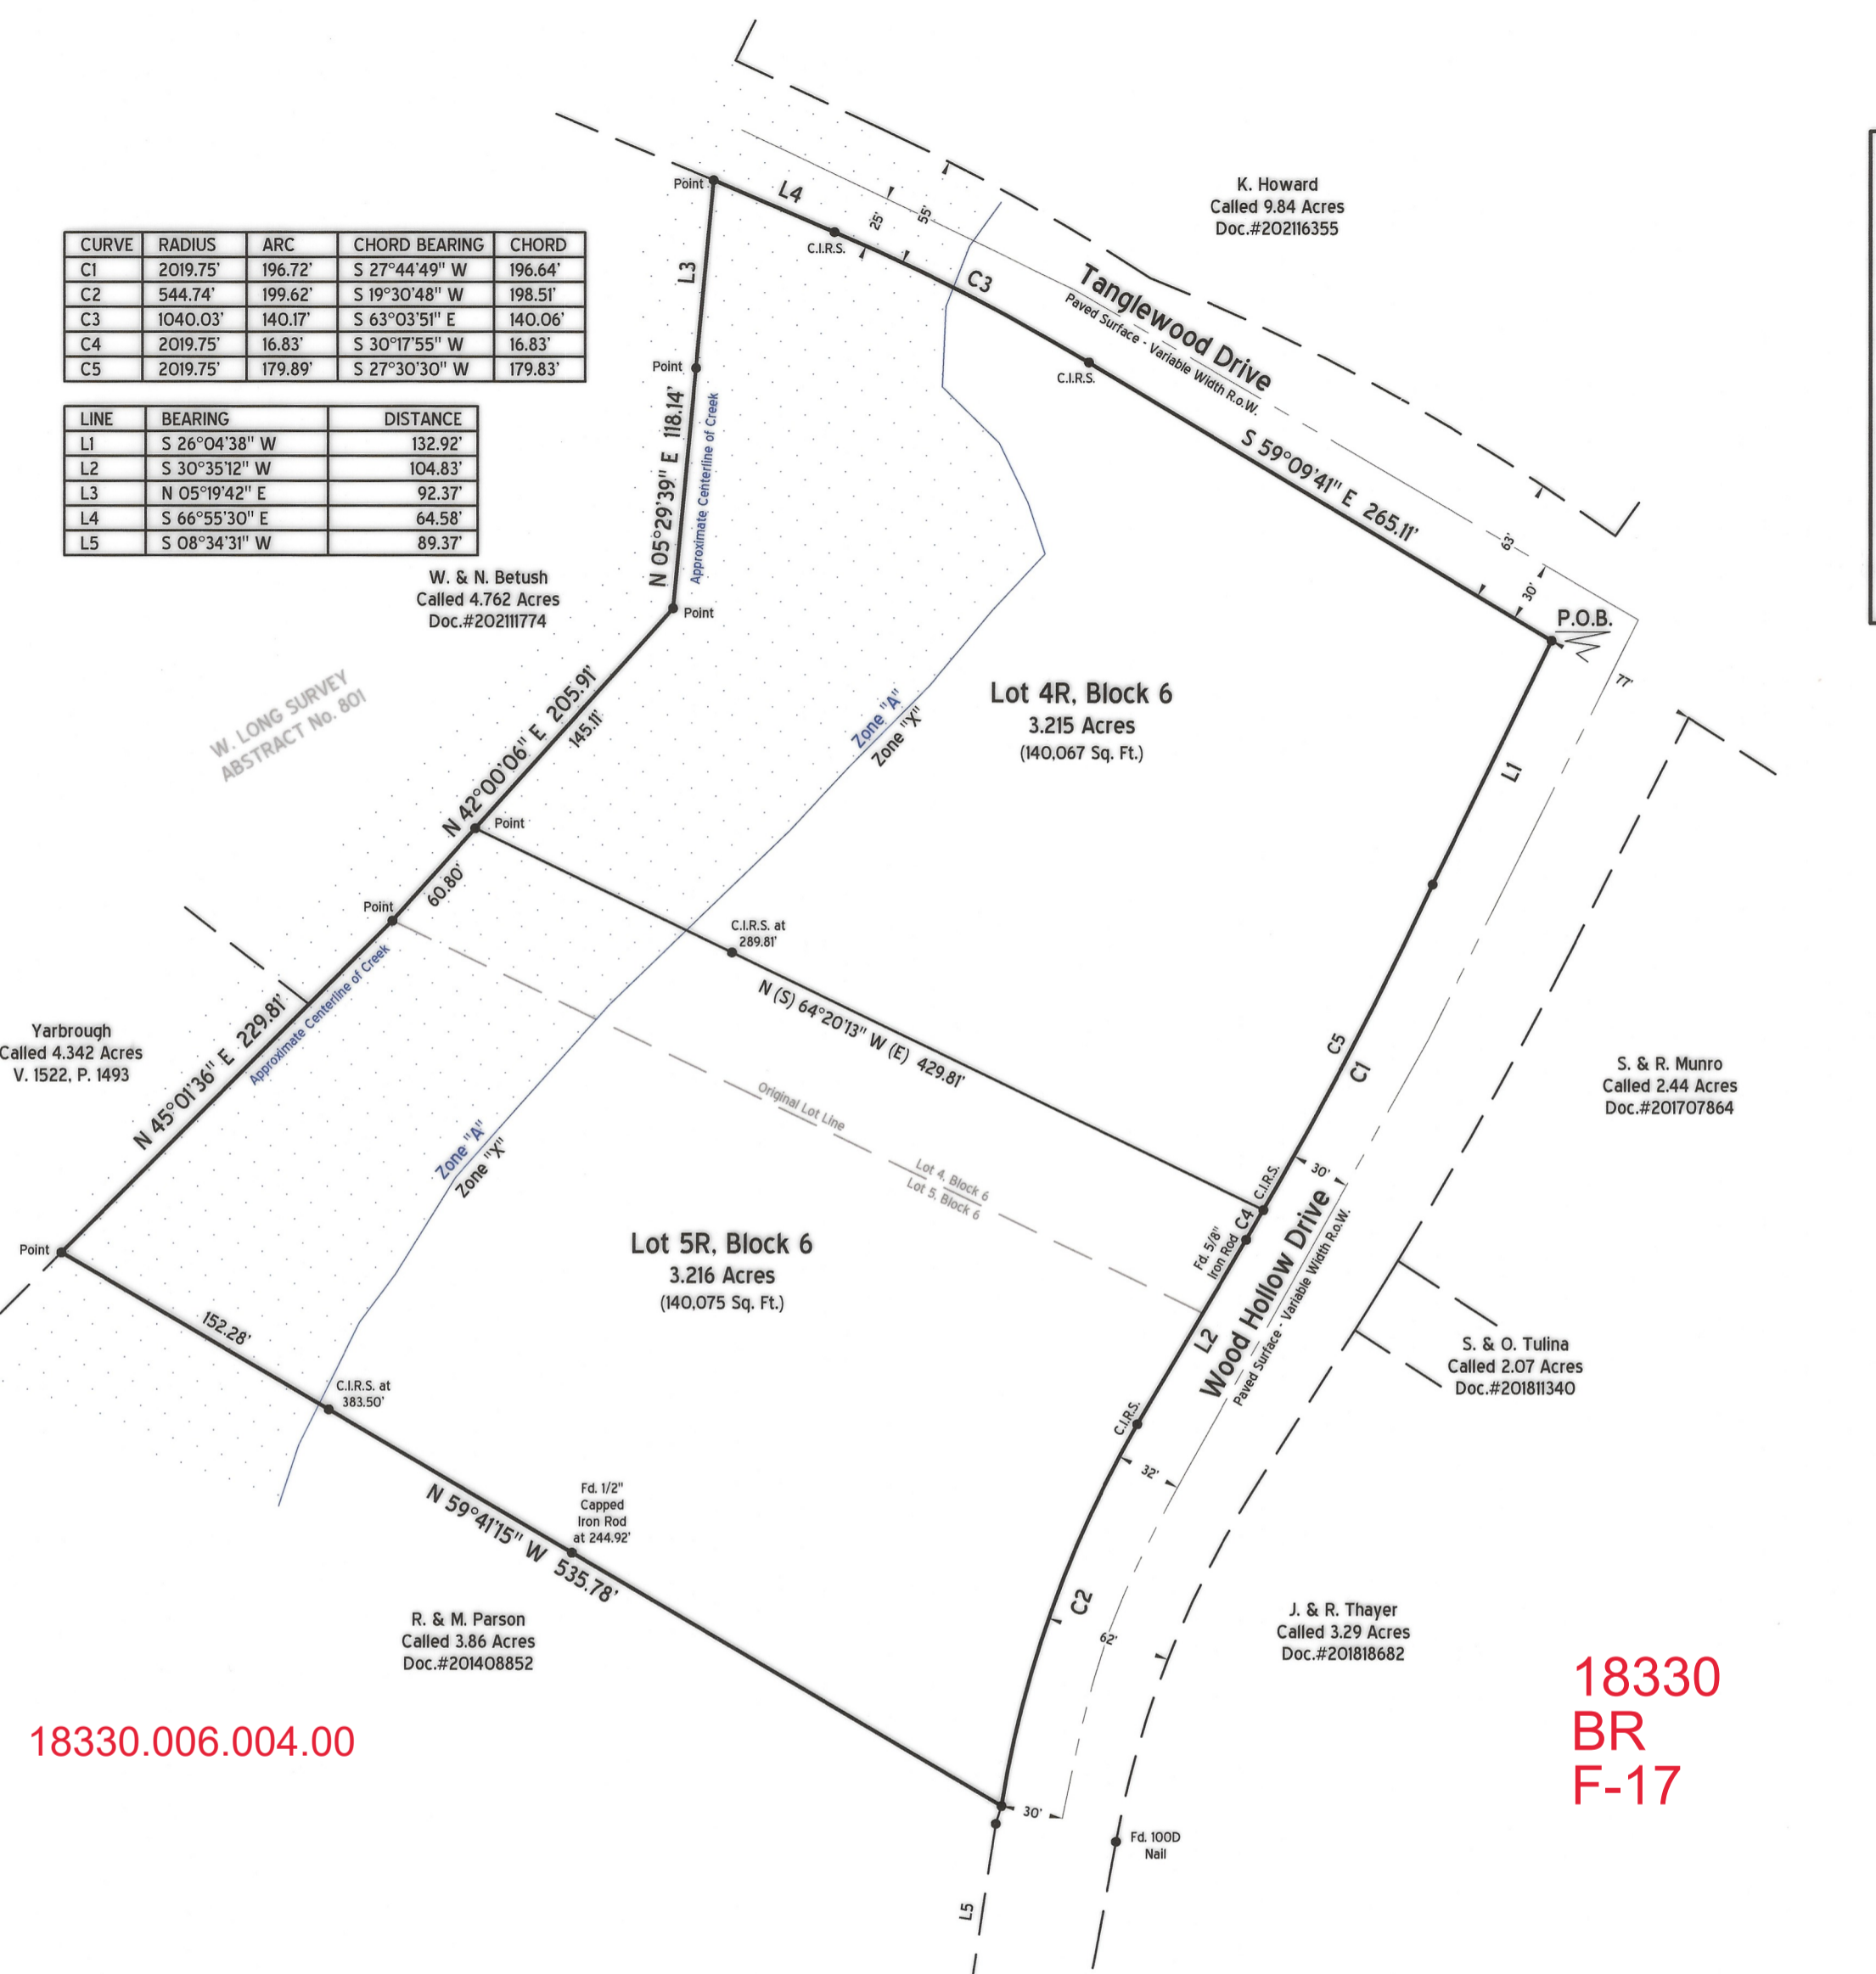 K. Howard
Called 9.84 Acres
Doc.#202116355
CURVE RADIUS ARC CHORD BEARING CHORD
C1 2019.75' 196.72' S 27°44'49" W 196.64'
C2 544.74' 199.62' S 19°30'48" W 198.51'
C3 1040.03' 140.17' S 63°03'51" E 140.06'
C4 2019.75' 16.83' S 30°17'55" W 16.83'
C5 2019.75' 179.89' S 27°30'30" W 179.83'
LINE BEARING DISTANCE
L1 S 26°04'38" W 132.92'
L2 S 30°35'12" W 104.83'
L3 N 05°19'42" E 92.37'
L4 S 66°55'30" E 64.58'
L5 S 08°34'31" W 89.37'
Point
L4
C.I.R.S.
25'
55'
C3
L3
Tanglewood Drive
Paved Surface - Variable Width R.o.W.
Point
C.I.R.S.
N 05°29'39" E 118.14'
Approximate Centerline of Creek
S 59°09'41" E 265.11'
63'
30'
P.O.B.
77'
W. & N. Betush
Called 4.762 Acres
Doc.#202111774
Point
W. LONG SURVEY
ABSTRACT No. 801
N 42°00'06" E 205.91'
145.11'
Zone "A"
Zone "X"
Lot 4R, Block 6
3.215 Acres
(140,067 Sq. Ft.)
L1
Point
60.80'
Point
C.I.R.S. at
289.81'
N (S) 64°20'13" W (E) 429.81'
C5
C1
Yarbrough
Called 4.342 Acres
V. 1522, P. 1493
N 45°01'36" E 229.81'
Approximate Centerline of Creek
Original Lot Line
Lot 4, Block 6
Lot 5, Block 6
S. & R. Munro
Called 2.44 Acres
Doc.#201707864
Zone "A"
Zone "X"
C.I.R.S.
30'
C4
Fd. 5/8"
Iron Rod
Wood Hollow Drive
Paved Surface - Variable Width R.o.W.
Point
Lot 5R, Block 6
3.216 Acres
(140,075 Sq. Ft.)
152.28'
L2
S. & O. Tulina
Called 2.07 Acres
Doc.#201811340
C.I.R.S. at
383.50'
C.I.R.S.
32'
Fd. 1/2"
Capped
Iron Rod
at 244.92'
N 59°41'15" W 535.78'
C2
62'
R. & M. Parson
Called 3.86 Acres
Doc.#201408852
J. & R. Thayer
Called 3.29 Acres
Doc.#201818682
18330
BR
F-17
18330.006.004.00
30'
Fd. 100D
Nail
L5